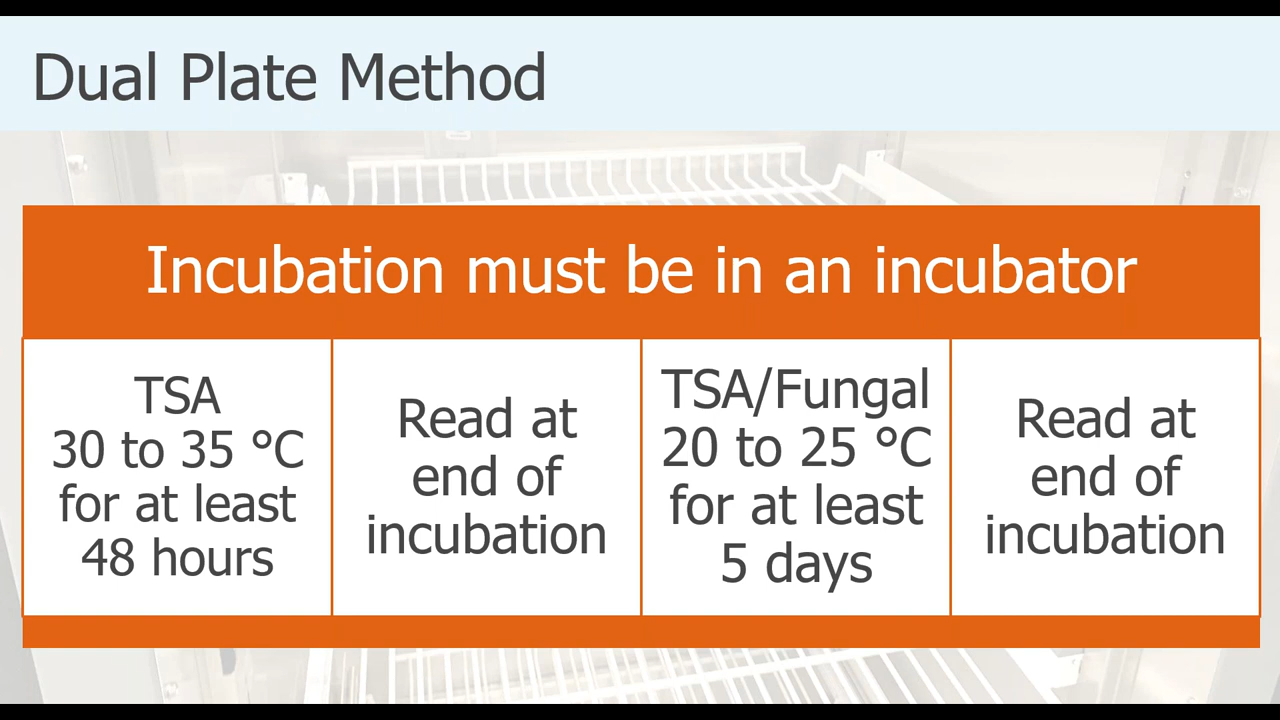 Dual Plate Method
Incubation must be in an incubator
TSA
30 to 35 °C
for at least
48 hours
Read at
end of
incubation
TSA/Fungal
20 to 25 °C
for at least
5 days
Read at
end of
incubation